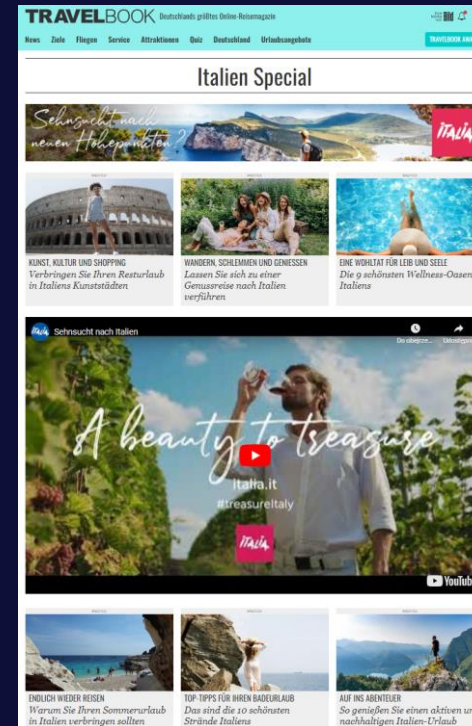 TRAVELBOOK Deutschlands größtes Online-Reisemagazin
News Ziele Fliegen Service Attraktionen Quiz Deutschland Urlaubsangebote
Italien Special
Sehnsucht nach
neuen Höhepunkten?
ITALIA
KUNST, KULTUR UND SHOPPING
Verbringen Sie Ihren Resturlaub
in Italiens Kunststädten
WANDERN, SCHLEMMEN UND GENIESSEN
Lassen Sie sich zu einer
Genussreise nach Italien
verführen
EINE WOHLTAT FÜR LEIB UND SEELE
Die 9 schönsten Wellness-Oasen
Italiens
ITALIA Sehnsucht nach Italien
Do obejrze...
A beauty to treasure
italia.it
#treasureitaly
ITALIA
YouTube
ENDLICH WIEDER REISEN
Warum Sie Ihren Sommerurlaub
in Italien verbringen sollten
TOP-TIPPS FÜR IHREN BADEURLAUB
Das sind die 10 schönsten
Strände Italiens
AUF INS ABENTEUER
So genießen Sie einen aktiven
nachhaltigen Italien-Urlaub